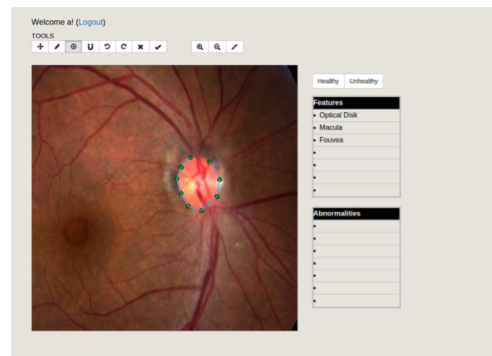 Welcome a! (Logout)
TOOLS
Healthy Unhealthy
Features
• Optical Disk
• Macula
• Fouvea
Abnormalities